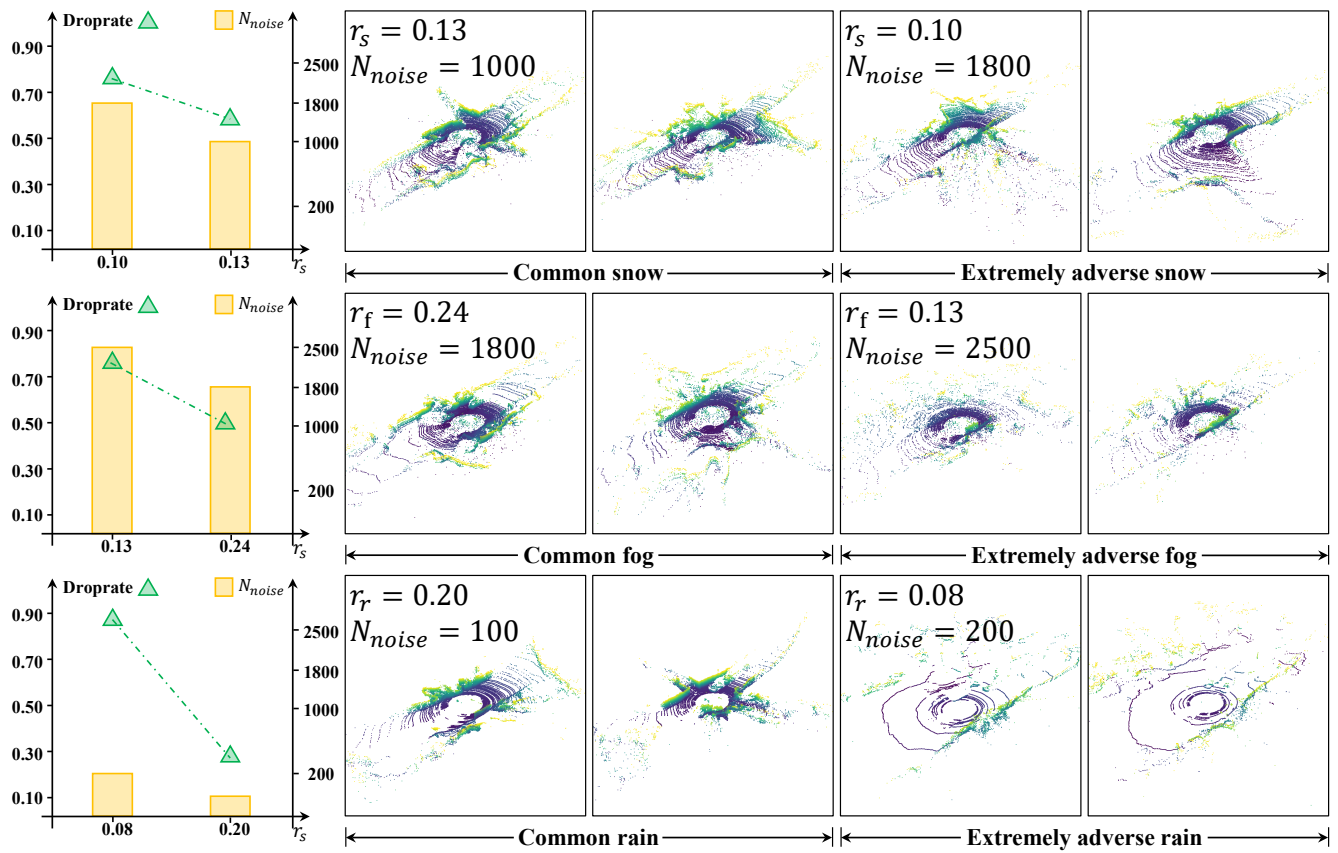 Droprate N_noise
0.90
0.70
0.50
0.30
0.10
2500
1800
1000
200
0.10 0.13 r_s
r_s = 0.13
N_noise = 1000
r_s = 0.10
N_noise = 1800
Common snow
Extremely adverse snow
Droprate N_noise
0.90
0.70
0.50
0.30
0.10
2500
1800
1000
200
0.13 0.24 r_s
r_f = 0.24
N_noise = 1800
r_f = 0.13
N_noise = 2500
Common fog
Extremely adverse fog
Droprate N_noise
0.90
0.70
0.50
0.30
0.10
2500
1800
1000
200
0.08 0.20 r_s
r_r = 0.20
N_noise = 100
r_r = 0.08
N_noise = 200
Common rain
Extremely adverse rain